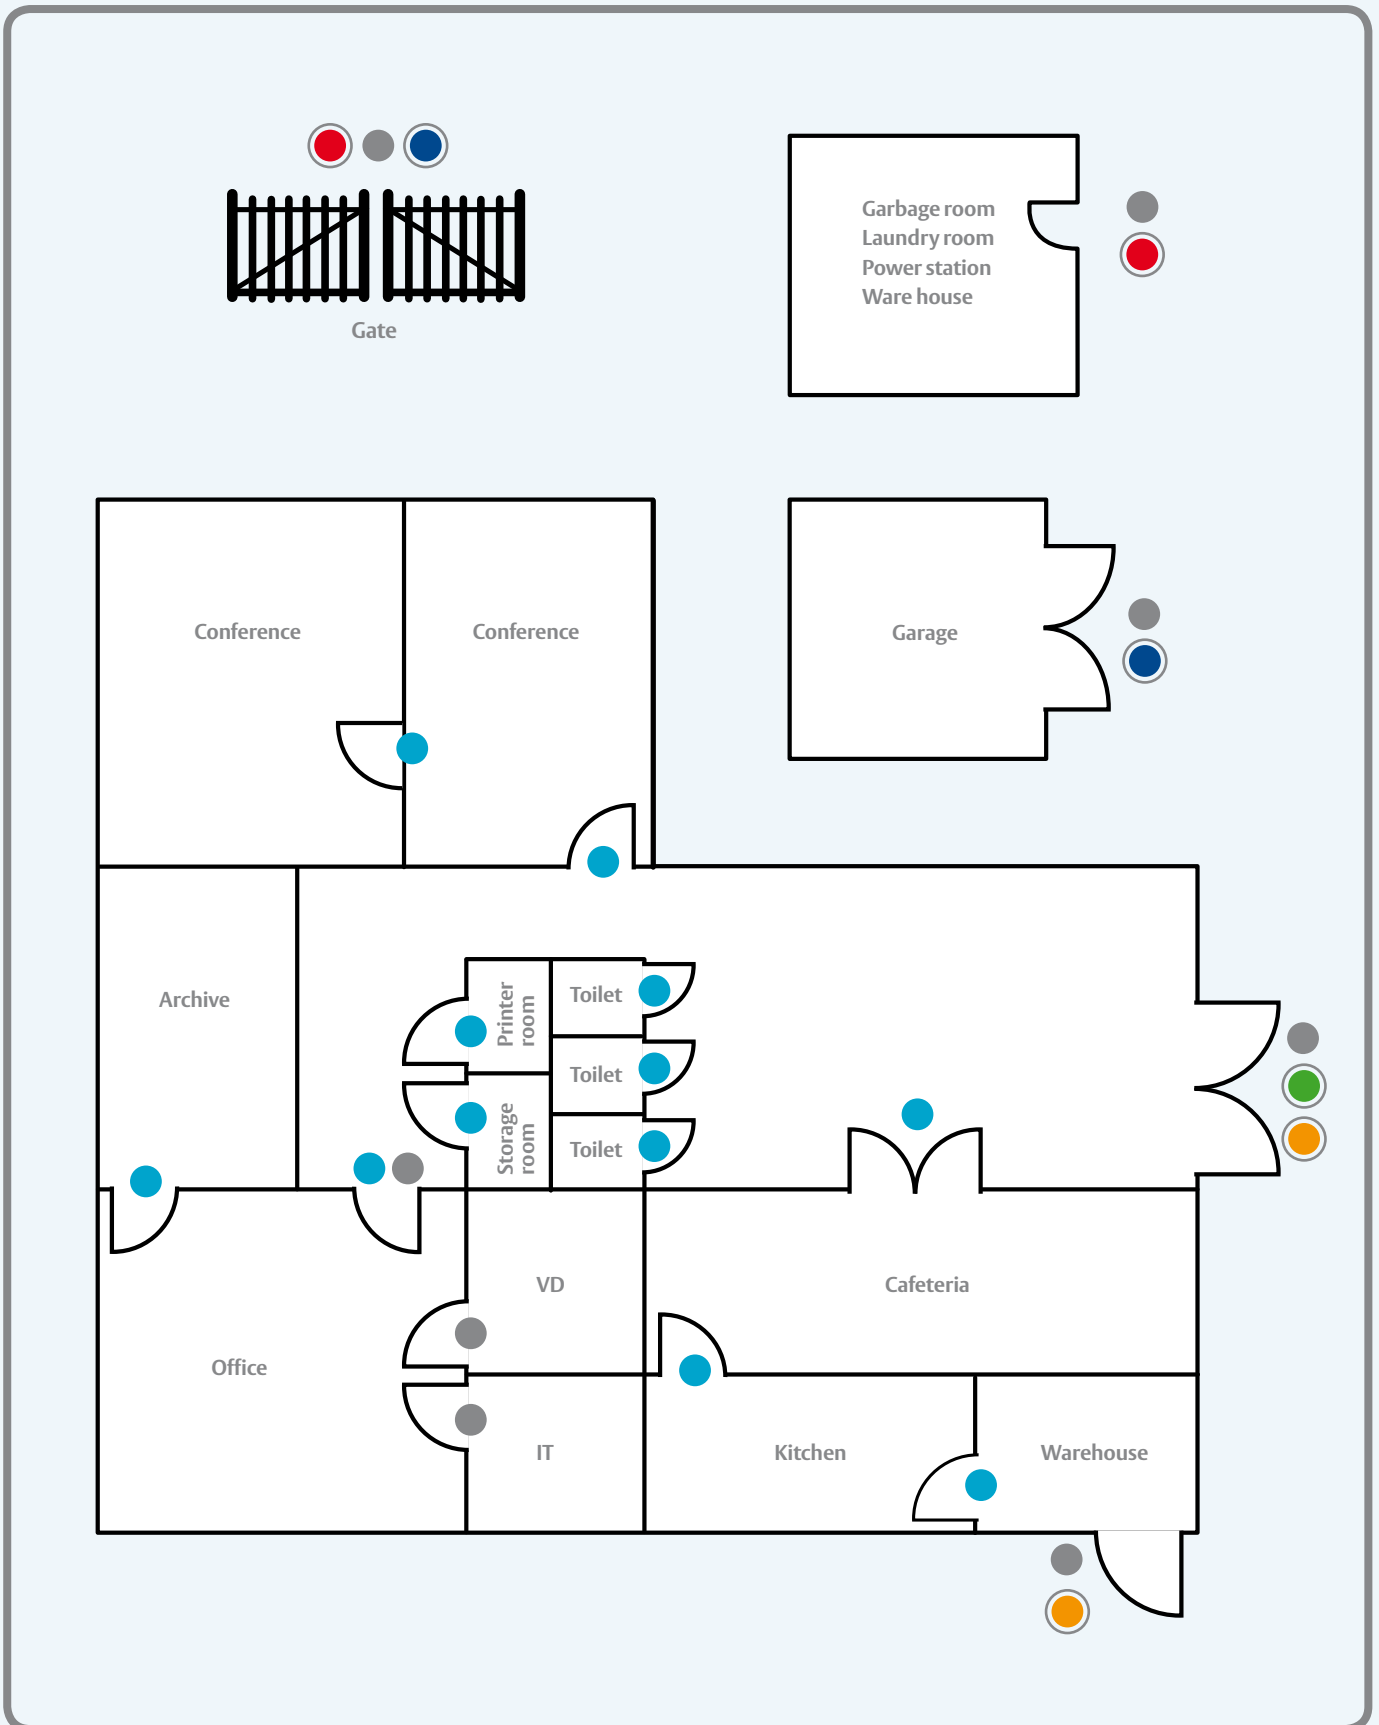 Garbage room
Laundry room
Power station
Ware house
Gate
Conference
Conference
Garage
Archive
Printer
room
Toilet
Toilet
Storage
room
Toilet
VD
Cafeteria
Office
IT
Kitchen
Warehouse